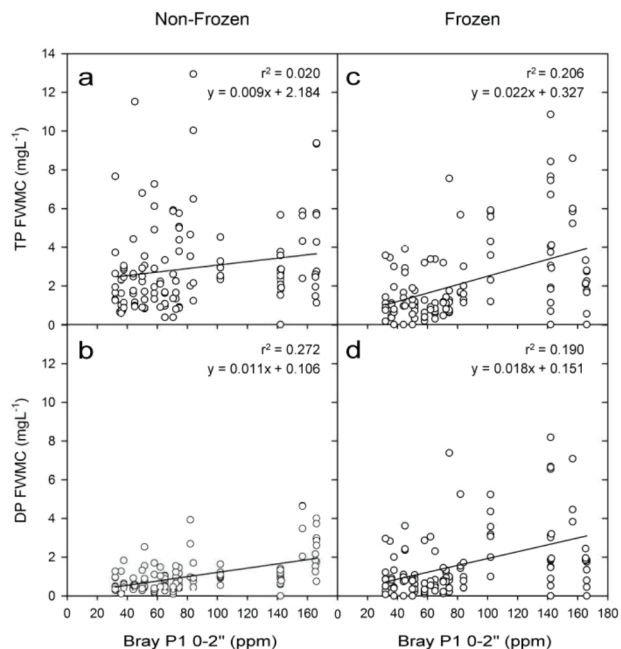 Non-Frozen
Frozen
14
12
10
8
6
4
2
0
TP FWMC (mgL⁻¹)
a
r² = 0.020
y = 0.009x + 2.184
c
r² = 0.206
y = 0.022x + 0.327
12
10
8
6
4
2
0
DP FWMC (mgL⁻¹)
b
r² = 0.272
y = 0.011x + 0.106
d
r² = 0.190
y = 0.018x + 0.151
0 20 40 60 80 100 120 140 160
0 20 40 60 80 100 120 140 160 180
Bray P1 0-2" (ppm)
Bray P1 0-2" (ppm)